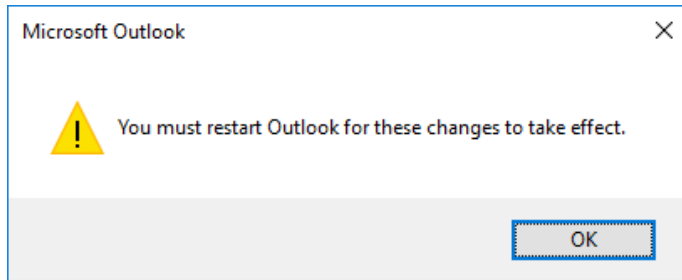 Microsoft Outlook
You must restart Outlook for these changes to take effect.
OK